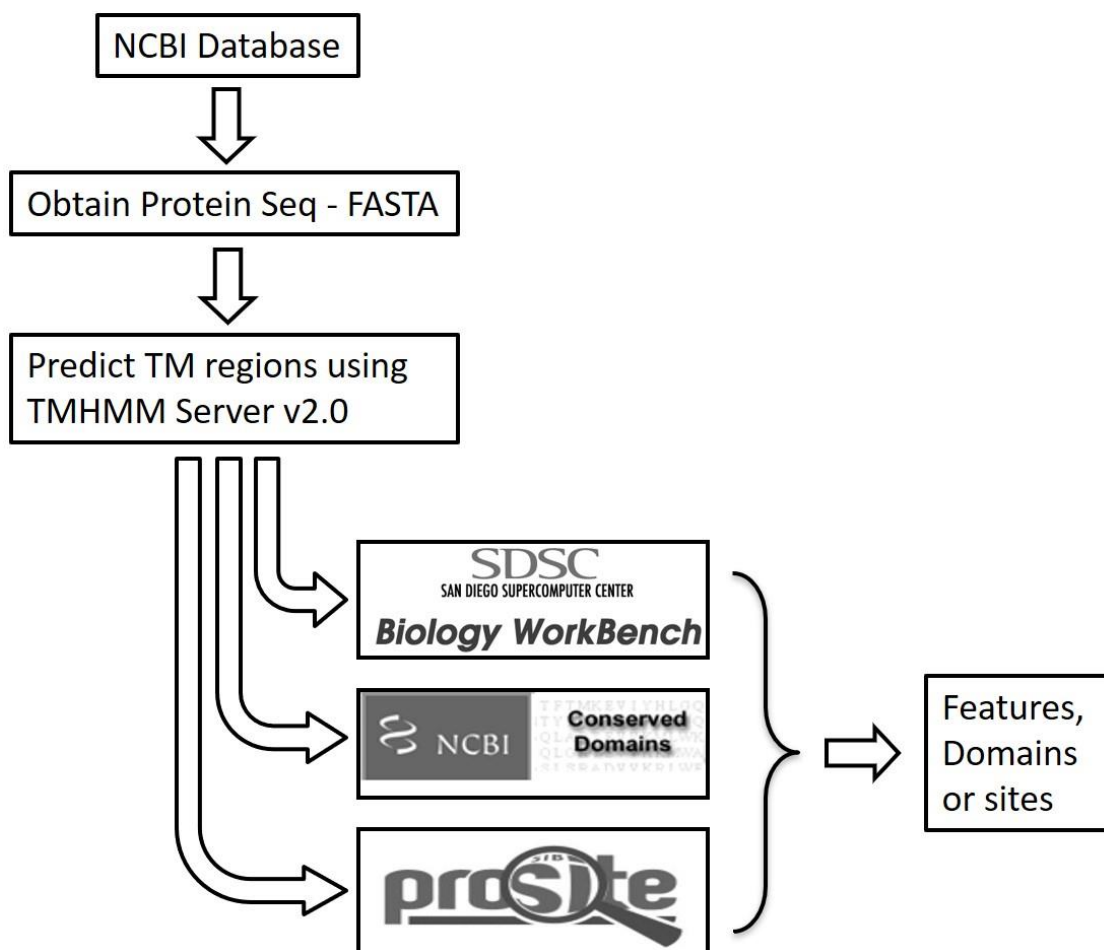 NCBI Database
Obtain Protein Seq - FASTA
Predict TM regions using
TMHMM Server v2.0
SDSC
SAN DIEGO SUPERCOMPUTER CENTER
Biology WorkBench
NCBI
Conserved
Domains
SIB
prosite
Features,
Domains
or sites